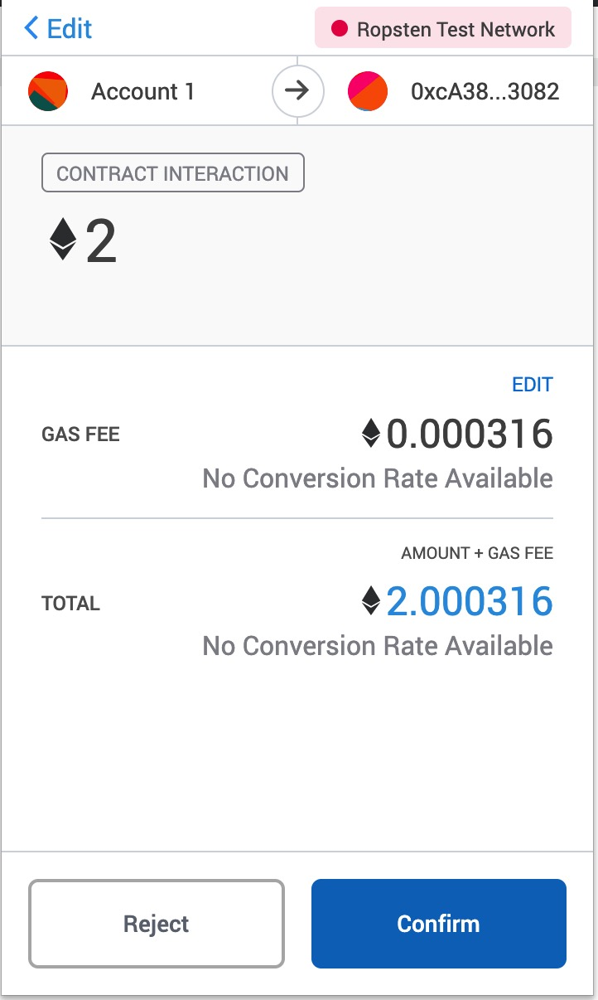 Edit
Ropsten Test Network
Account 1
0xcA38...3082
CONTRACT INTERACTION
2
EDIT
GAS FEE
0.000316
No Conversion Rate Available
AMOUNT + GAS FEE
TOTAL
2.000316
No Conversion Rate Available
Reject
Confirm